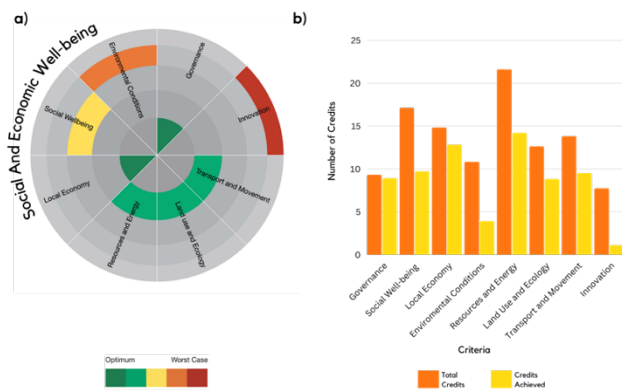 a)
Social And Economic Well-being
Environmental Conditions
Governance
Social Wellbeing
Innovation
Local Economy
Transport and Movement
Resources and Energy
Land use and Ecology
Optimum
Worst Case
b)
Number of Credits
25
20
15
10
5
0
Governance
Social Well-being
Local Economy
Enviromental Conditions
Resources and Energy
Land Use and Ecology
Transport and Movement
Innovation
Criteria
Total
Credits
Credits
Achieved